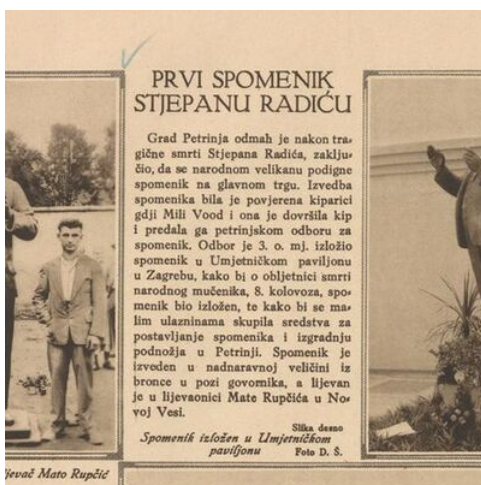 PRVI SPOMENIK
STJEPANU RADIĆU
Grad Petrinja odmah je nakon tra-
gične smrti Stjepana Radića, zaklju-
čio, da se narodnom velikanu podigne
spomenik na glavnom trgu. Izvedba
spomenika bila je povjerena kiparici
gdji Mili Vood i ona je dovršila kip
i predala ga petrinjskom odboru za
spomenik. Odbor je 3. o. mj. izložio
spomenik u Umjetničkom paviljonu
u Zagrebu, kako bi o obljetnici smrti
narodnog mučenika, 8. kolovoza, spo-
menik bio izložen, te kako bi se ma-
lim ulazninama skupila sredstva za
postavljanje spomenika i izgradnju
podnožja u Petrinji. Spomenik je
izveden u nadnaravnoj veličini iz
bronce u pozi govornika, a lijevan
je u lijevaonici Mate Rupčića u No-
voj Vesi.
Slika desno
Spomenik izložen u Umjetničkom
paviljonu Foto D. Š.
ljevač Mato Rupčić